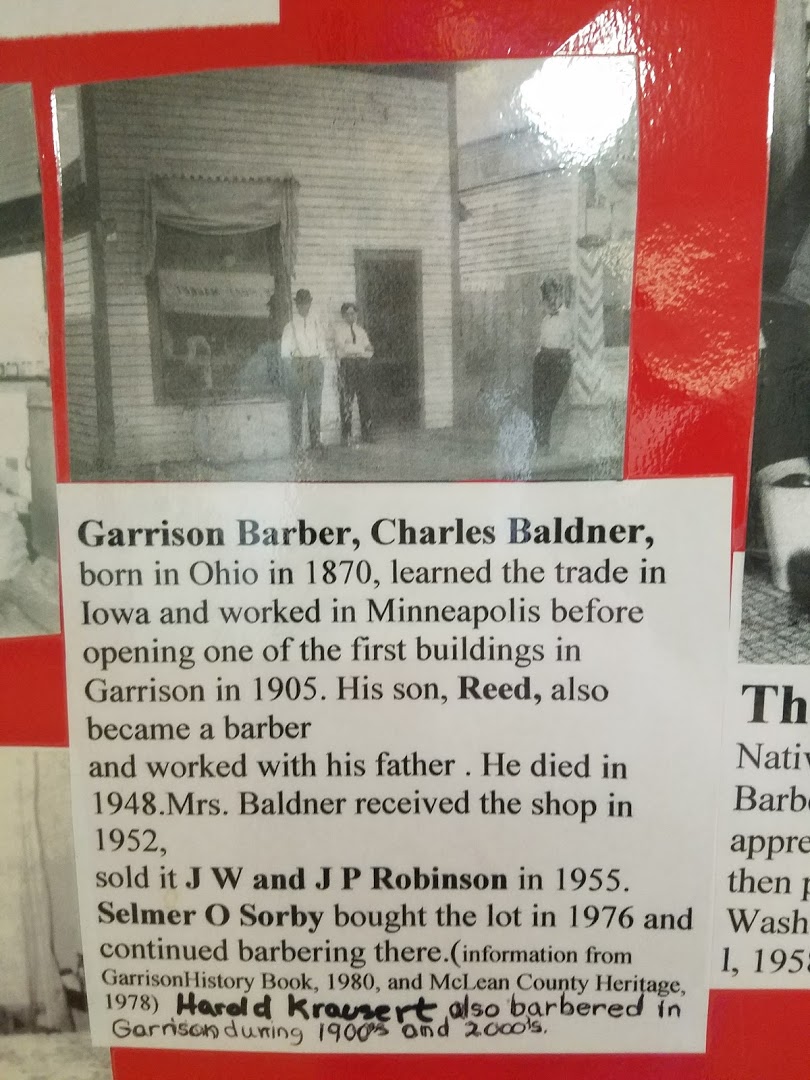 Garrison Barber, Charles Baldner,
born in Ohio in 1870, learned the trade in
Iowa and worked in Minneapolis before
opening one of the first buildings in
Garrison in 1905. His son, Reed, also
became a barber
and worked with his father . He died in
1948.Mrs. Baldner received the shop in
1952,
sold it J W and J P Robinson in 1955.
Selmer O Sorby bought the lot in 1976 and
continued barbering there.(information from
GarrisonHistory Book, 1980, and McLean County Heritage,
1978) Harold Krausert also barbered in
Garrison during 1900s and 2000's.
Th
Nativ
Barb
appre
then p
Wash
1, 195